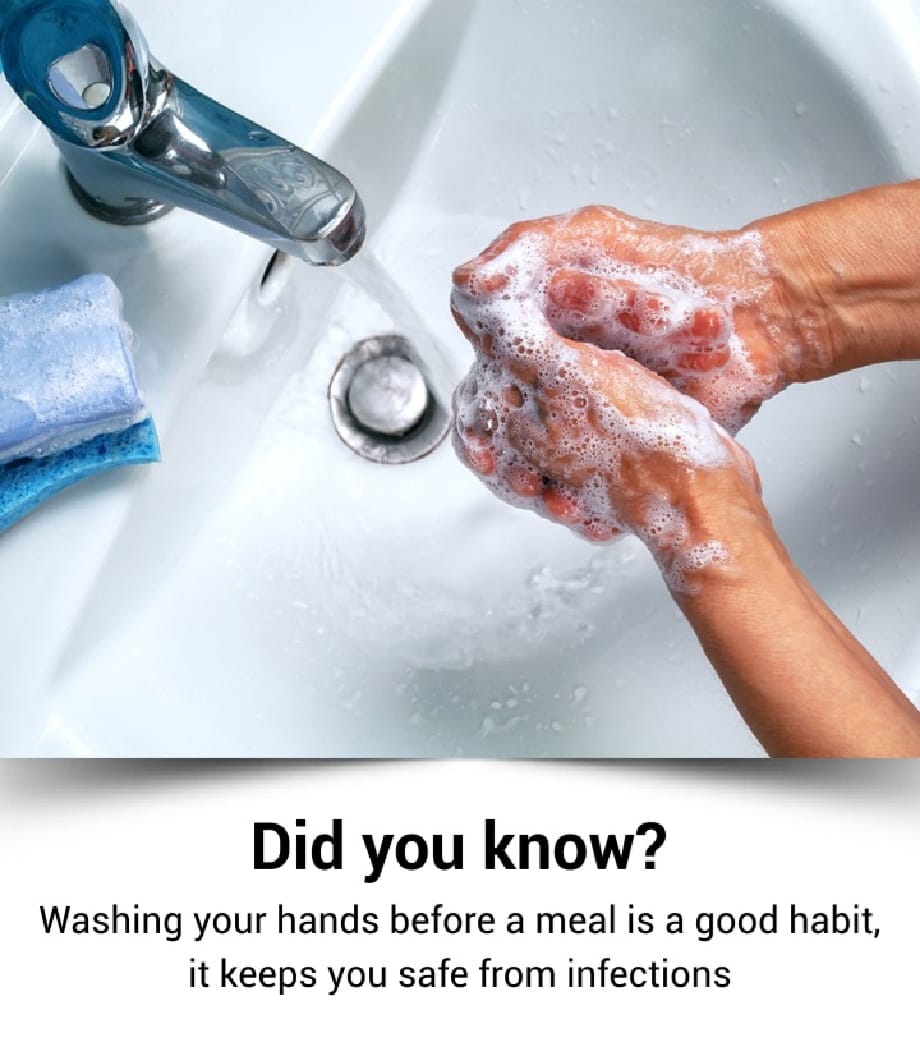 Did you know?
Washing your hands before a meal is a good habit,
it keeps you safe from infections